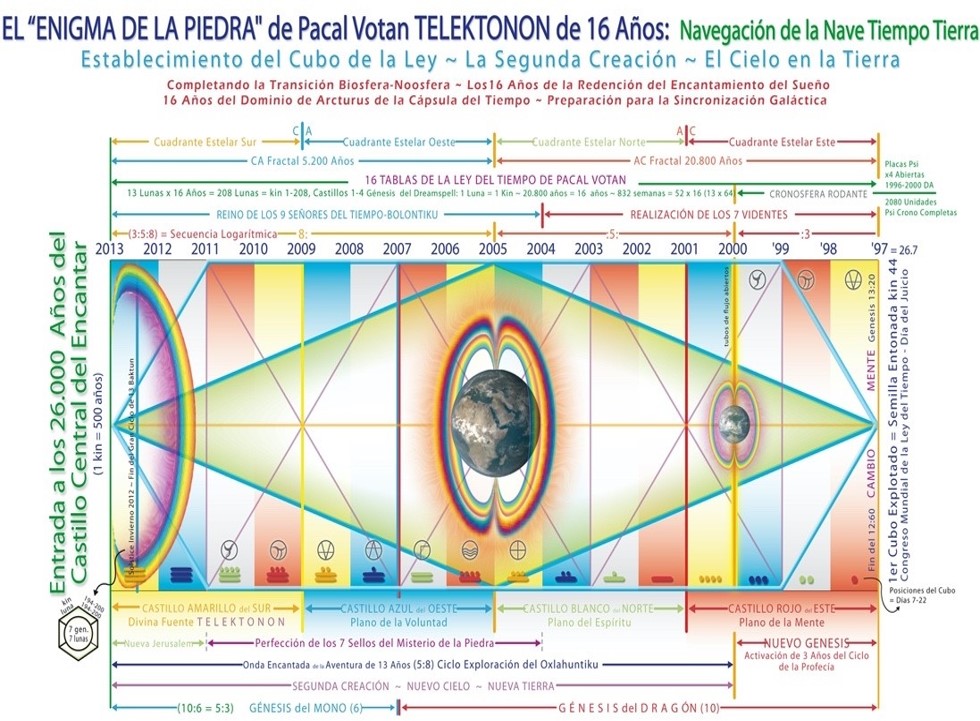 EL "ENIGMA DE LA PIEDRA" de Pacal Votan TELEKTONON de 16 Años: Navegación de la Nave Tiempo Tierra
Establecimiento del Cubo de la Ley ~ La Segunda Creación ~ El Cielo en la Tierra
Completando la Transición Biosfera-Noosfera ~ Los16 Años de la Redención del Encantamiento del Sueño
16 Años del Dominio de Arcturus de la Cápsula del Tiempo ~ Preparación para la Sincronización Galáctica
Cuadrante Estelar Sur C A Cuadrante Estelar Oeste Cuadrante Estelar Norte A C Cuadrante Estelar Este
CA Fractal 5.200 Años AC Fractal 20.800 Años
Placas Psi
x4 Abiertas
1996-2000 DA
2080 Unidades
Psi Crono Completas
16 TABLAS DE LA LEY DEL TIEMPO DE PACAL VOTAN
13 Lunas x 16 Años = 208 Lunas = kin 1-208, Castillos 1-4 Génesis del Dreamspell: 1 Luna = 1 Kin ~ 20.800 años = 16 años ~ 832 semanas = 52 x 16 (13 x 64) CRONOSFERA RODANTE
REINO DE LOS 9 SEÑORES DEL TIEMPO-BOLONTIKU REALIZACIÓN DE LOS 7 VIDENTES
(3:5:8) = Secuencia Logarítmica 8: :5: :3
2013 2012 2011 2010 2009 2008 2007 2006 2005 2004 2003 2002 2001 2000 '99 '98 '97 = 26.7
Entrada a los 26.000 Años del
Castillo Central del Encantar
(1 kin = 500 años)
Solstice Invierno 2012 ~ Fin del Gran Ciclo de 13 Baktun
tubos de flujo abiertos
Fin del 12:60 CAMBIO MENTE Genesis 13:20
1er Cubo Explotado = Semilla Entonada kin 44
Congreso Mundial de la Ley del Tiempo - Día del Juicio
Posiciones del Cubo
= Días 7-22
kin 194-200
luna 194-200
7 gen.
7 lunas
CASTILLO AMARILLO del SUR CASTILLO AZUL del OESTE CASTILLO BLANCO del NORTE CASTILLO ROJO del ESTE
Divina Fuente TELEKTONON Plano de la Voluntad Plano del Espíritu Plano de la Mente
Nueva Jerusalem Perfección de los 7 Sellos del Misterio de la Piedra NUEVO GENESIS
Activación de 3 Años del Ciclo
de la Profecía
Onda Encantada de la Aventura de 13 Años (5:8) Ciclo Exploración del Oxlahuntiku
SEGUNDA CREACIÓN ~ NUEVO CIELO ~ NUEVA TIERRA
(10:6 = 5:3) GÉNESIS del MONO (6) GÉNESIS del DRAGÓN (10)